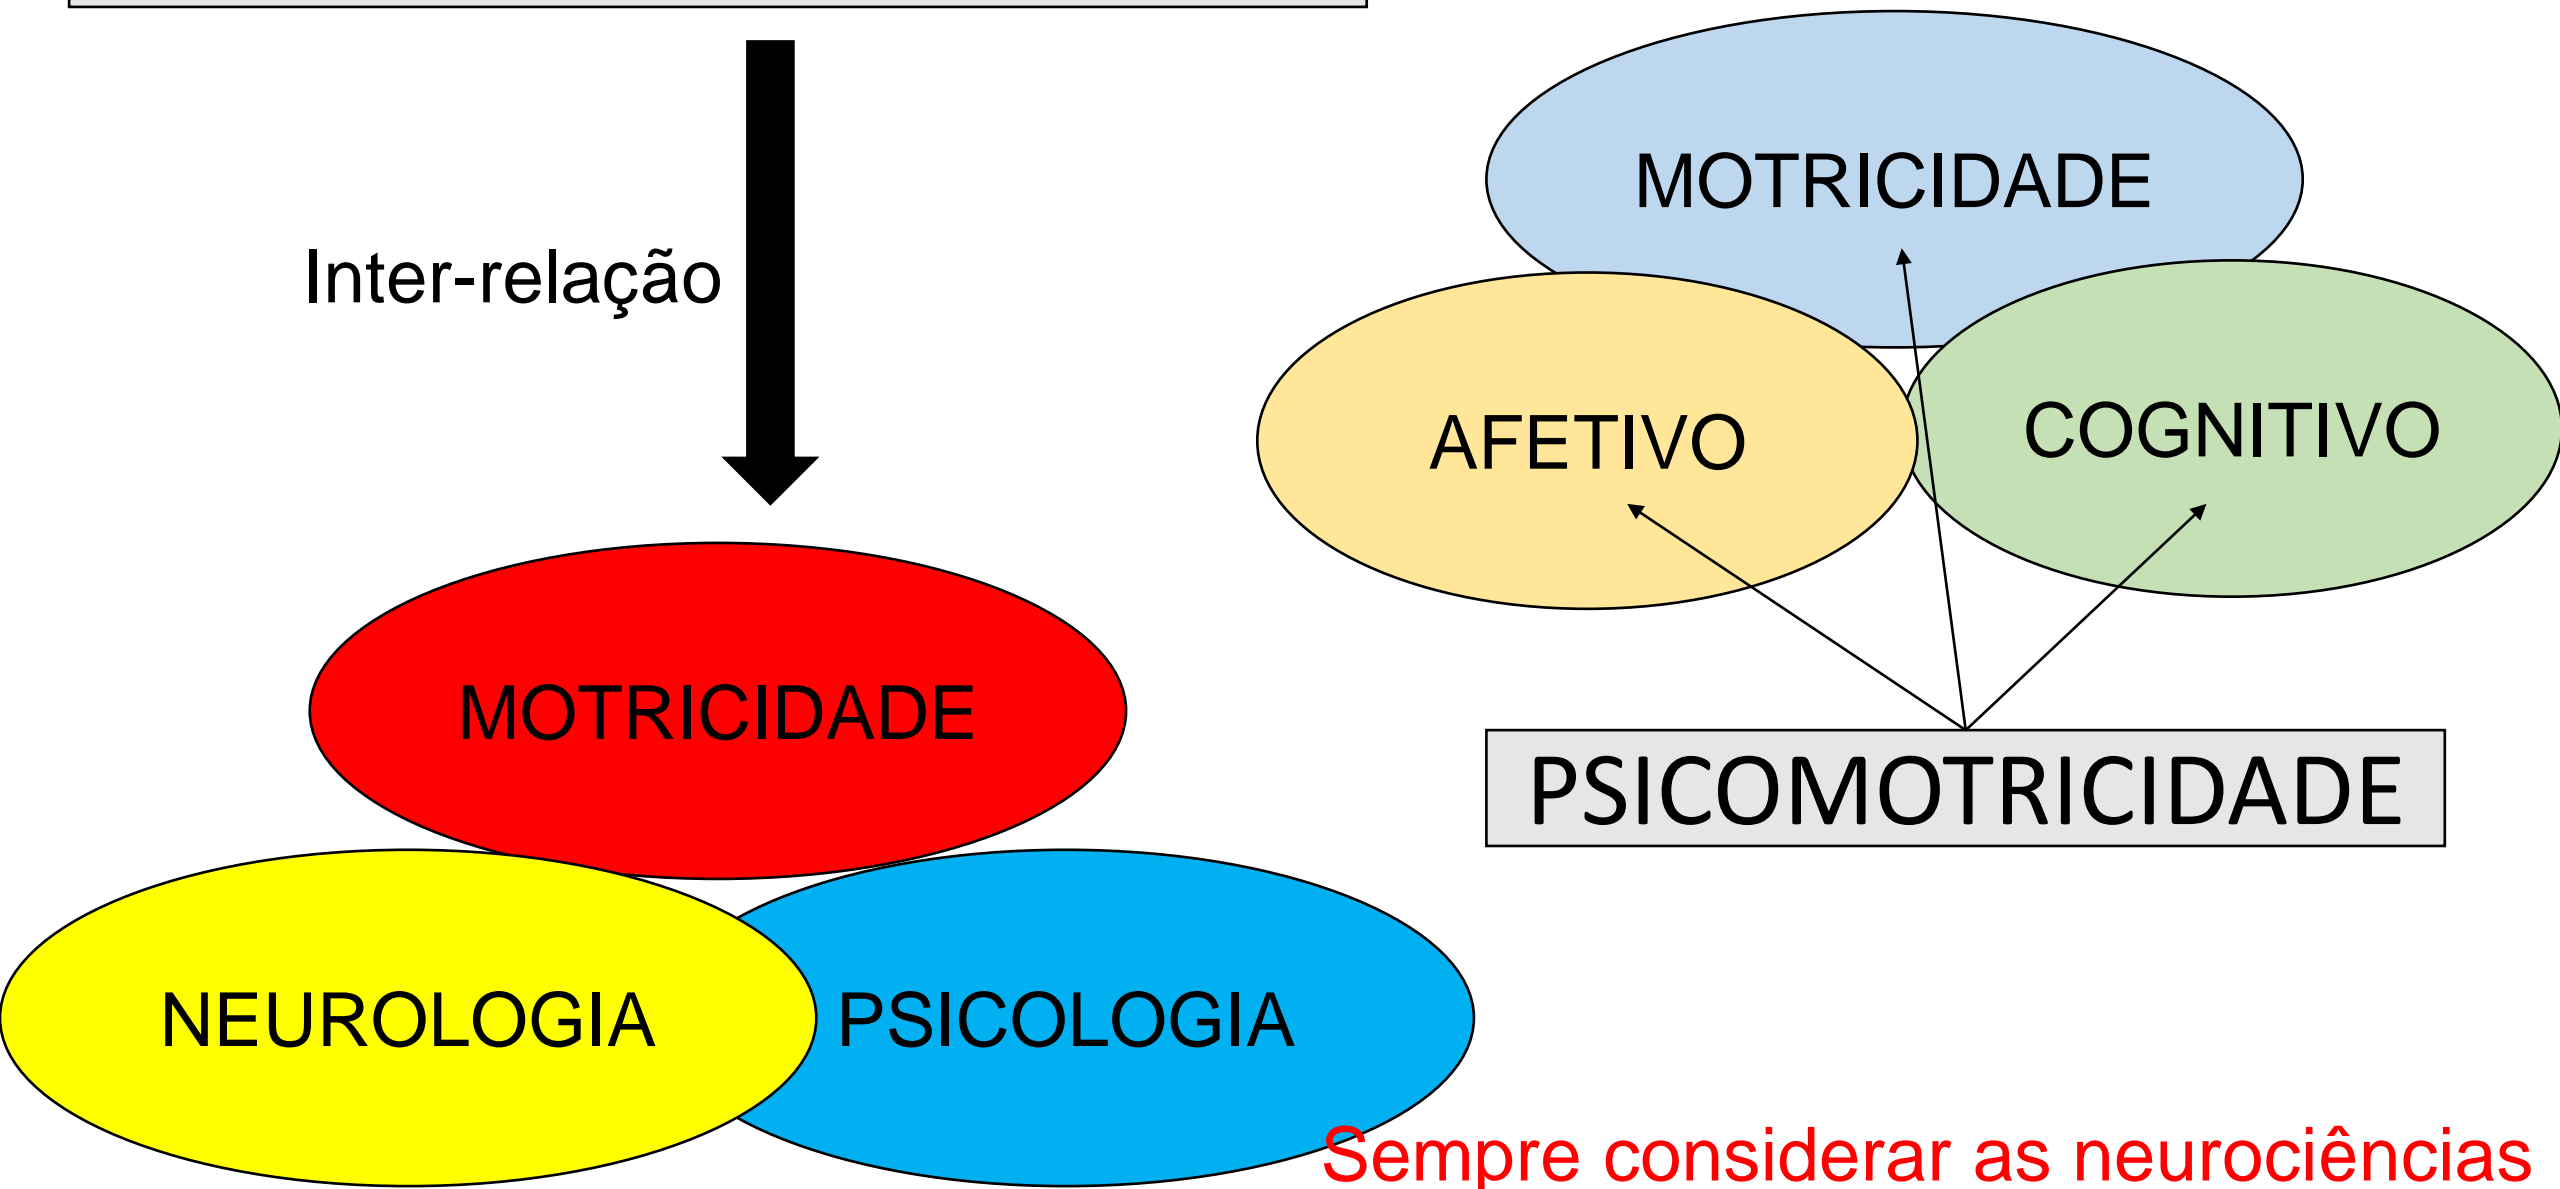 Inter-relação
MOTRICIDADE
NEUROLOGIA
PSICOLOGIA
MOTRICIDADE
AFETIVO
COGNITIVO
PSICOMOTRICIDADE
Sempre considerar as neurociências